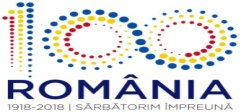 100
ROMÂNIA
1918-2018 | SĂRBĂTORIM ÎMPREUNĂ